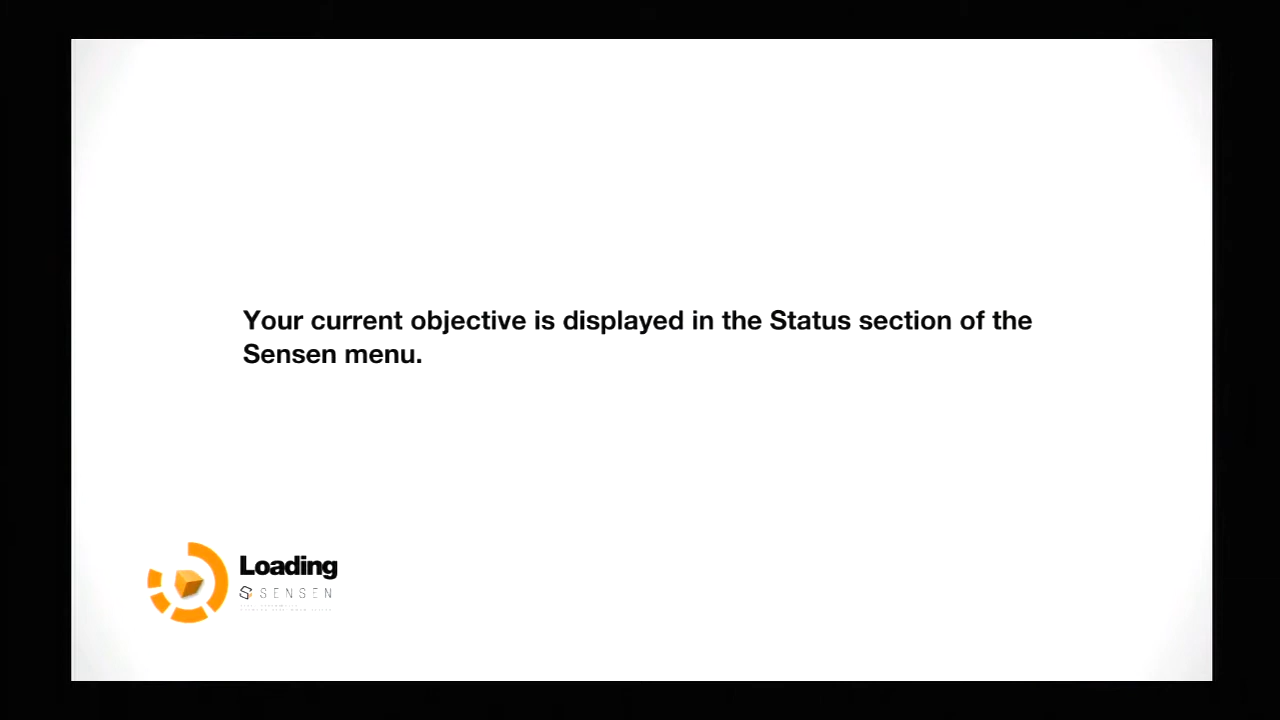 Your current objective is displayed in the Status section of the
Sensen menu.
Loading
SENSEN